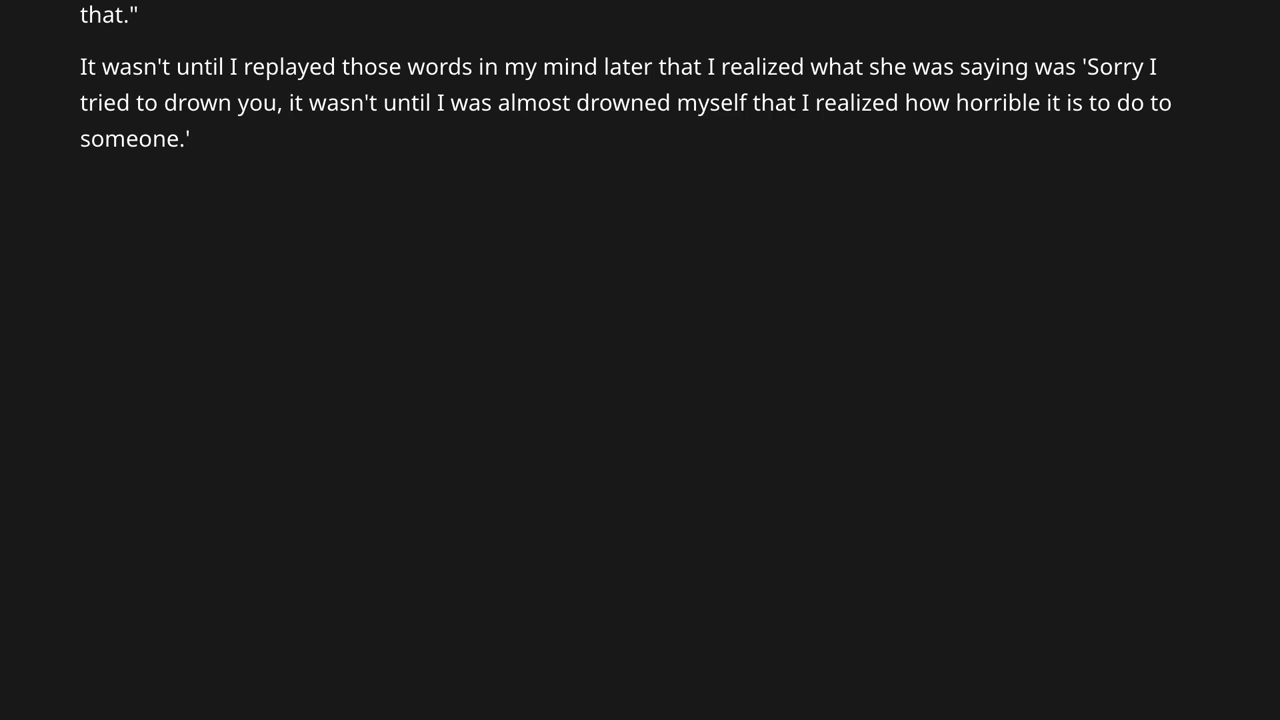 that."
It wasn't until I replayed those words in my mind later that I realized what she was saying was 'Sorry I
tried to drown you, it wasn't until I was almost drowned myself that I realized how horrible it is to do to
someone.'